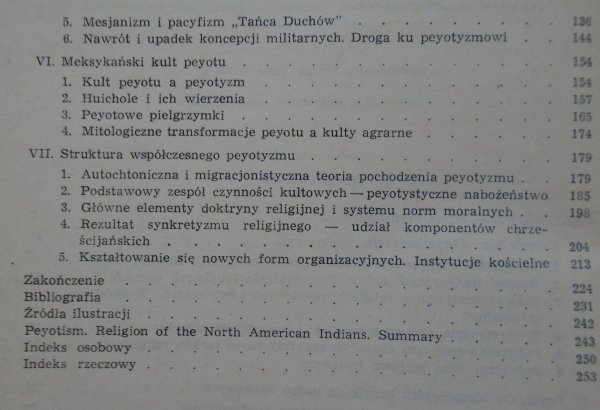 5. Mesjanizm i pacyfizm „Tańca Duchów” . . . . . . . 136
6. Nawrót i upadek koncepcji militarnych. Droga ku peyotyzmowi . . 144
VI. Meksykański kult peyotu . . . . . . . . . . . 154
1. Kult peyotu a peyotyzm . . . . . . . . . . . 154
2. Huichole i ich wierzenia . . . . . . . . . . 157
3. Peyotowe pielgrzymki . . . . . . . . . . . 165
4. Mitologiczne transformacje peyotu a kulty agrarne . . . . . 174
VII. Struktura współczesnego peyotyzmu . . . . . . . . 179
1. Autochtoniczna i migracjonistyczna teoria pochodzenia peyotyzmu . . 179
2. Podstawowy zespół czynności kultowych — peyotystyczne nabożeństwo 185
3. Główne elementy doktryny religijnej i systemu norm moralnych . . 198
4. Rezultat synkretyzmu religijnego — udział komponentów chrze-
ścijańskich . . . . . . . . . . . . . 204
5. Kształtowanie się nowych form organizacyjnych. Instytucje kościelne 213
Zakończenie . . . . . . . . . . . . . . 224
Bibliografia . . . . . . . . . . . . . . 231
Źródła ilustracji . . . . . . . . . . . . . 242
Peyotism. Religion of the North American Indians. Summary . . . . . 243
Indeks osobowy . . . . . . . . . . . . . 250
Indeks rzeczowy . . . . . . . . . . . . . 253